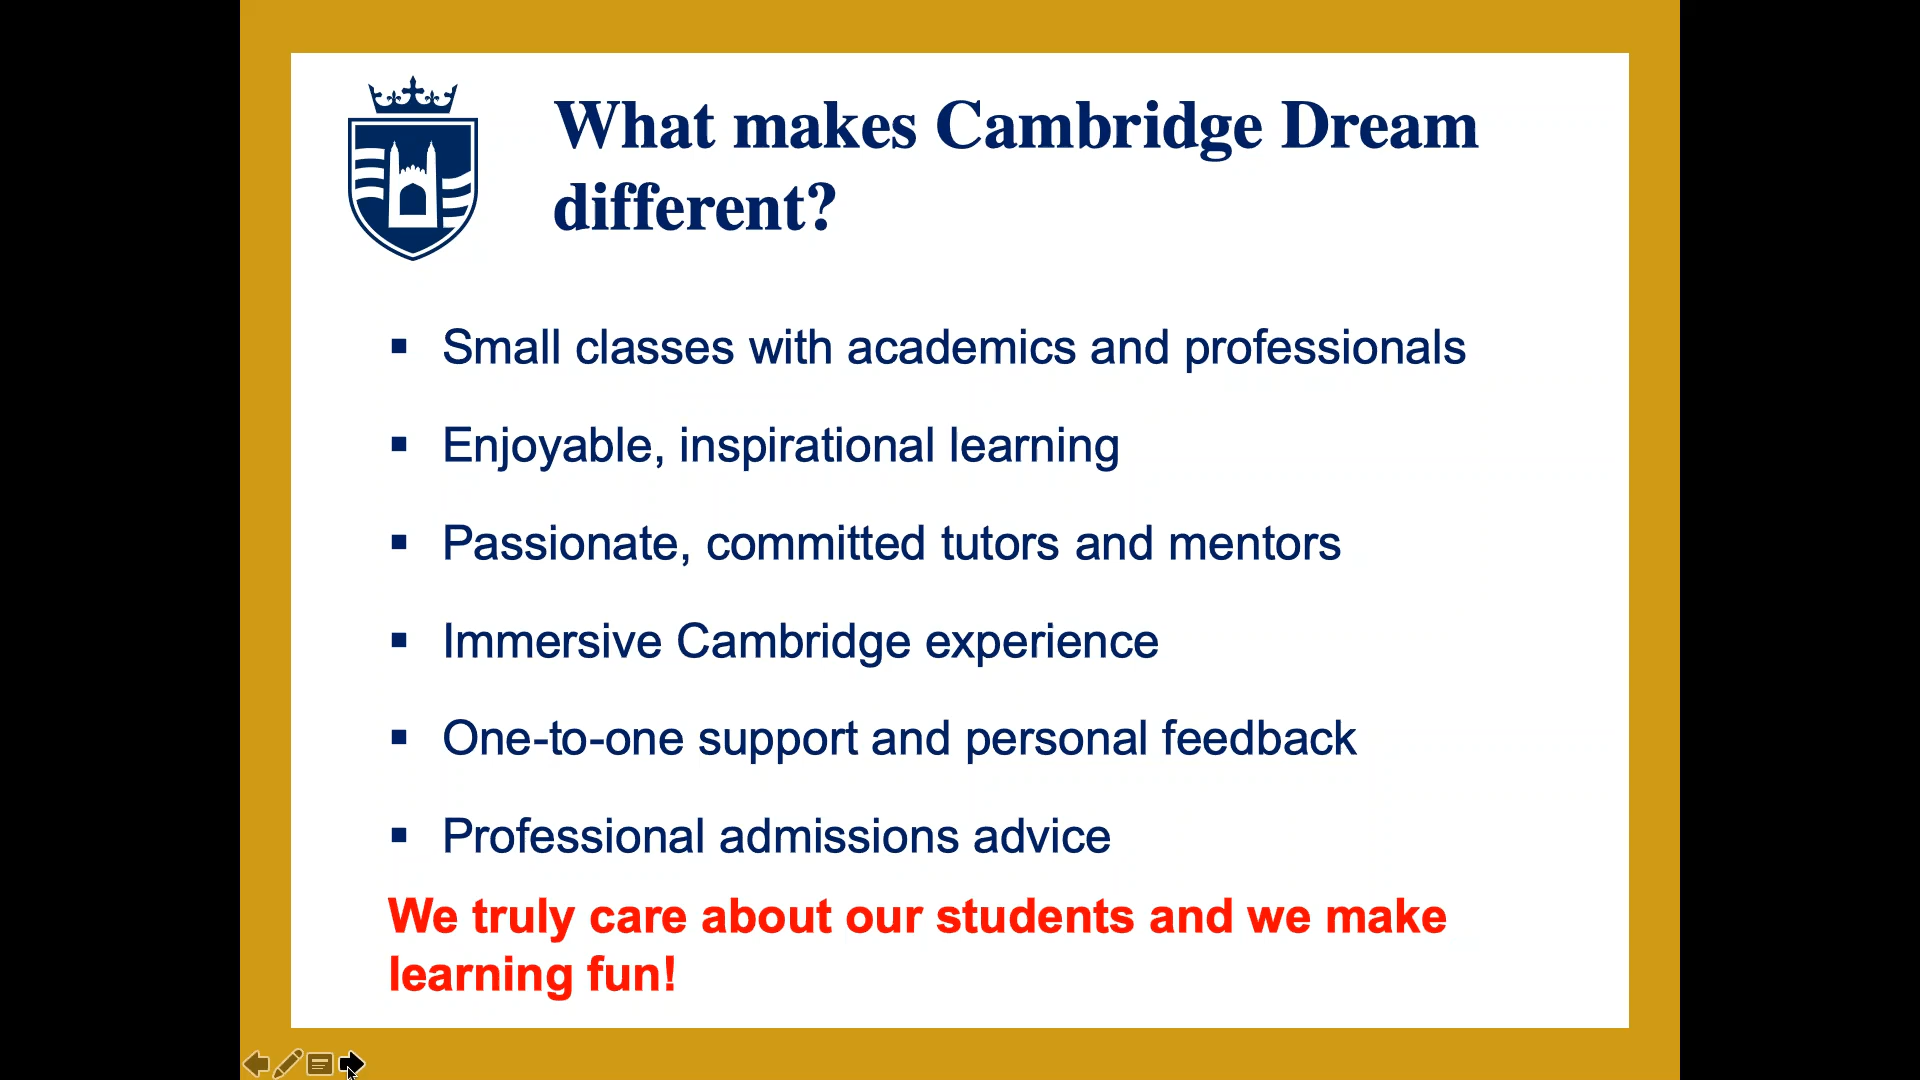 What makes Cambridge Dream
different?
▪ Small classes with academics and professionals
▪ Enjoyable, inspirational learning
▪ Passionate, committed tutors and mentors
▪ Immersive Cambridge experience
▪ One-to-one support and personal feedback
▪ Professional admissions advice
We truly care about our students and we make
learning fun!